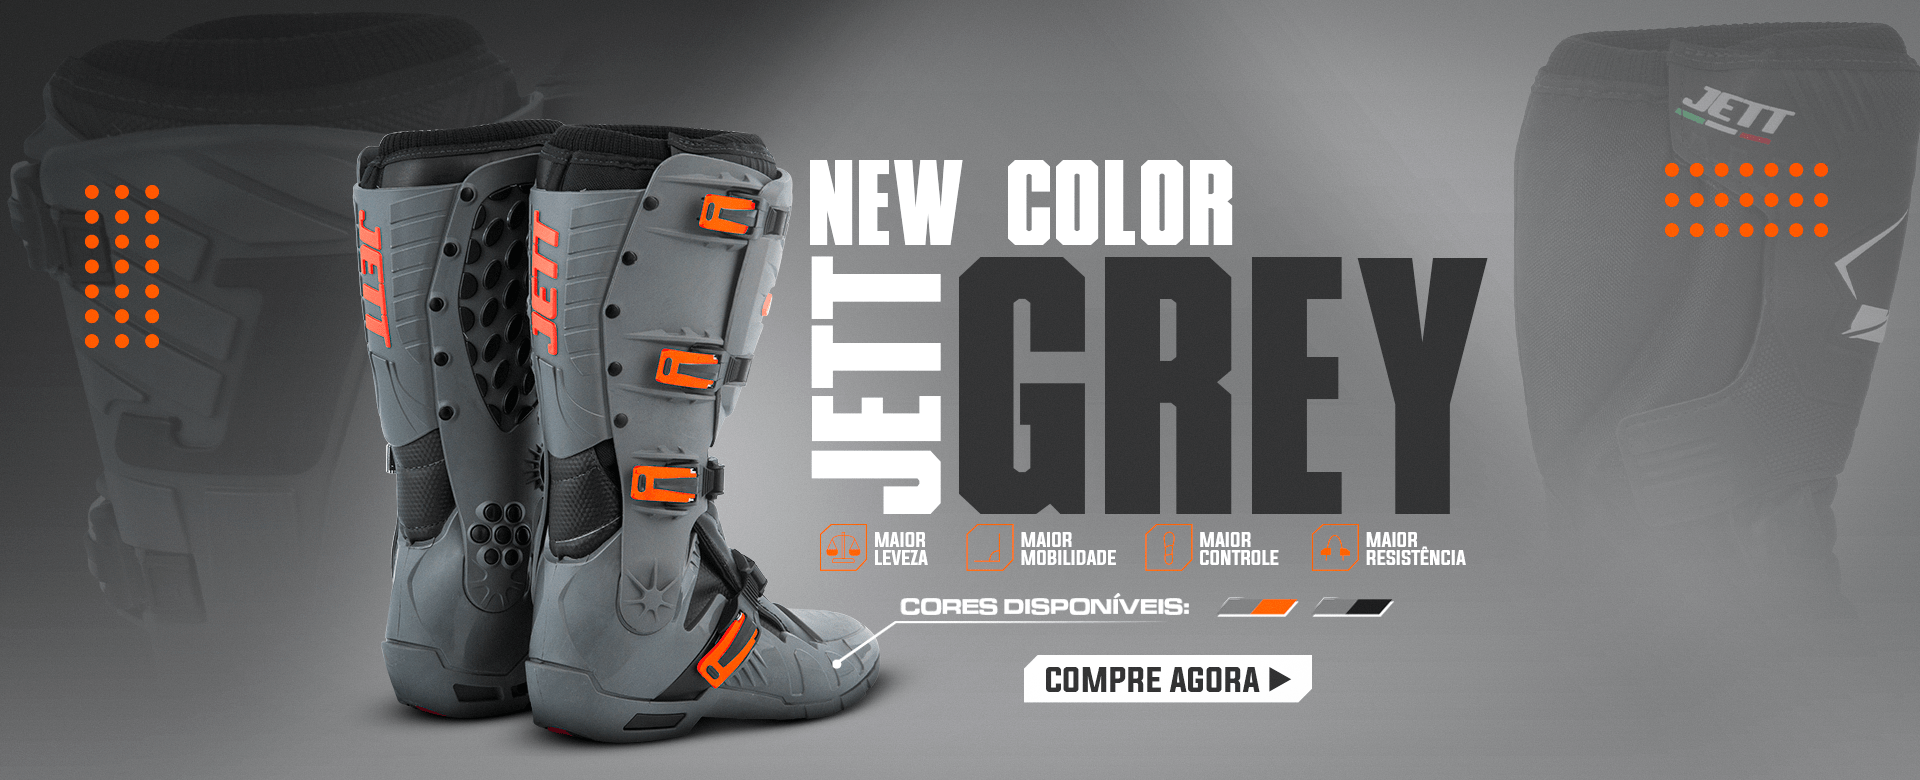 NEW COLOR
JETT GREY
MAIOR
LEVEZA
MAIOR
MOBILIDADE
MAIOR
CONTROLE
MAIOR
RESISTÊNCIA
CORES DISPONÍVEIS:
COMPRE AGORA
JETT
JETT
JETT